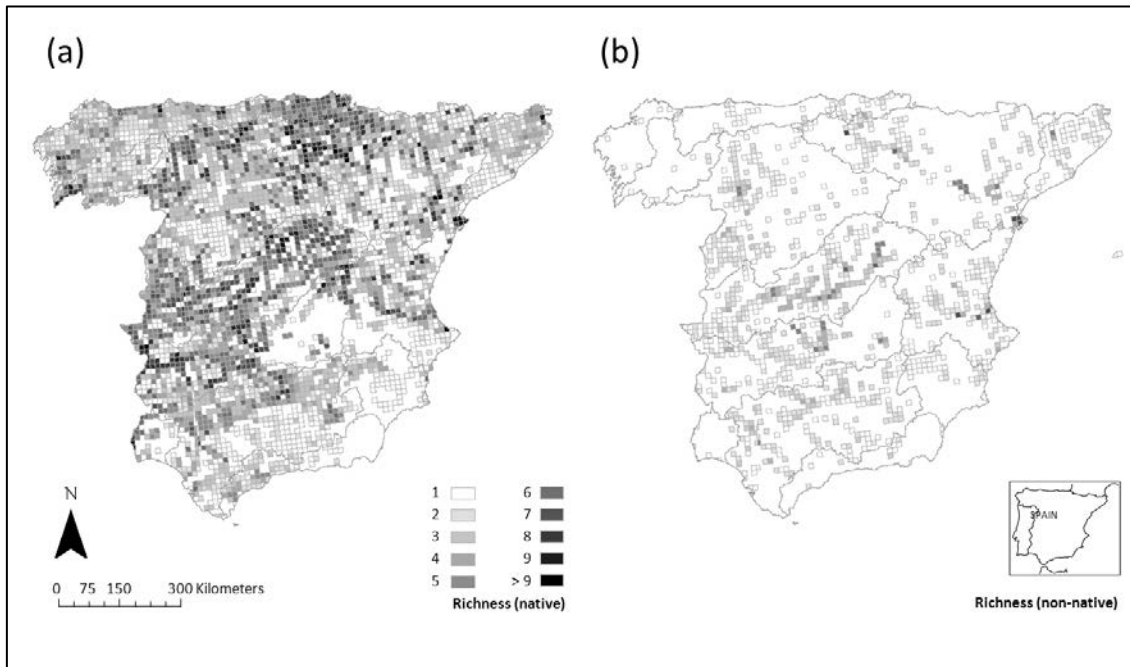 (a)
(b)
N
0 75 150 300 Kilometers
1 6
2 7
3 8
4 9
5 > 9
Richness (native)
SPAIN
Richness (non-native)